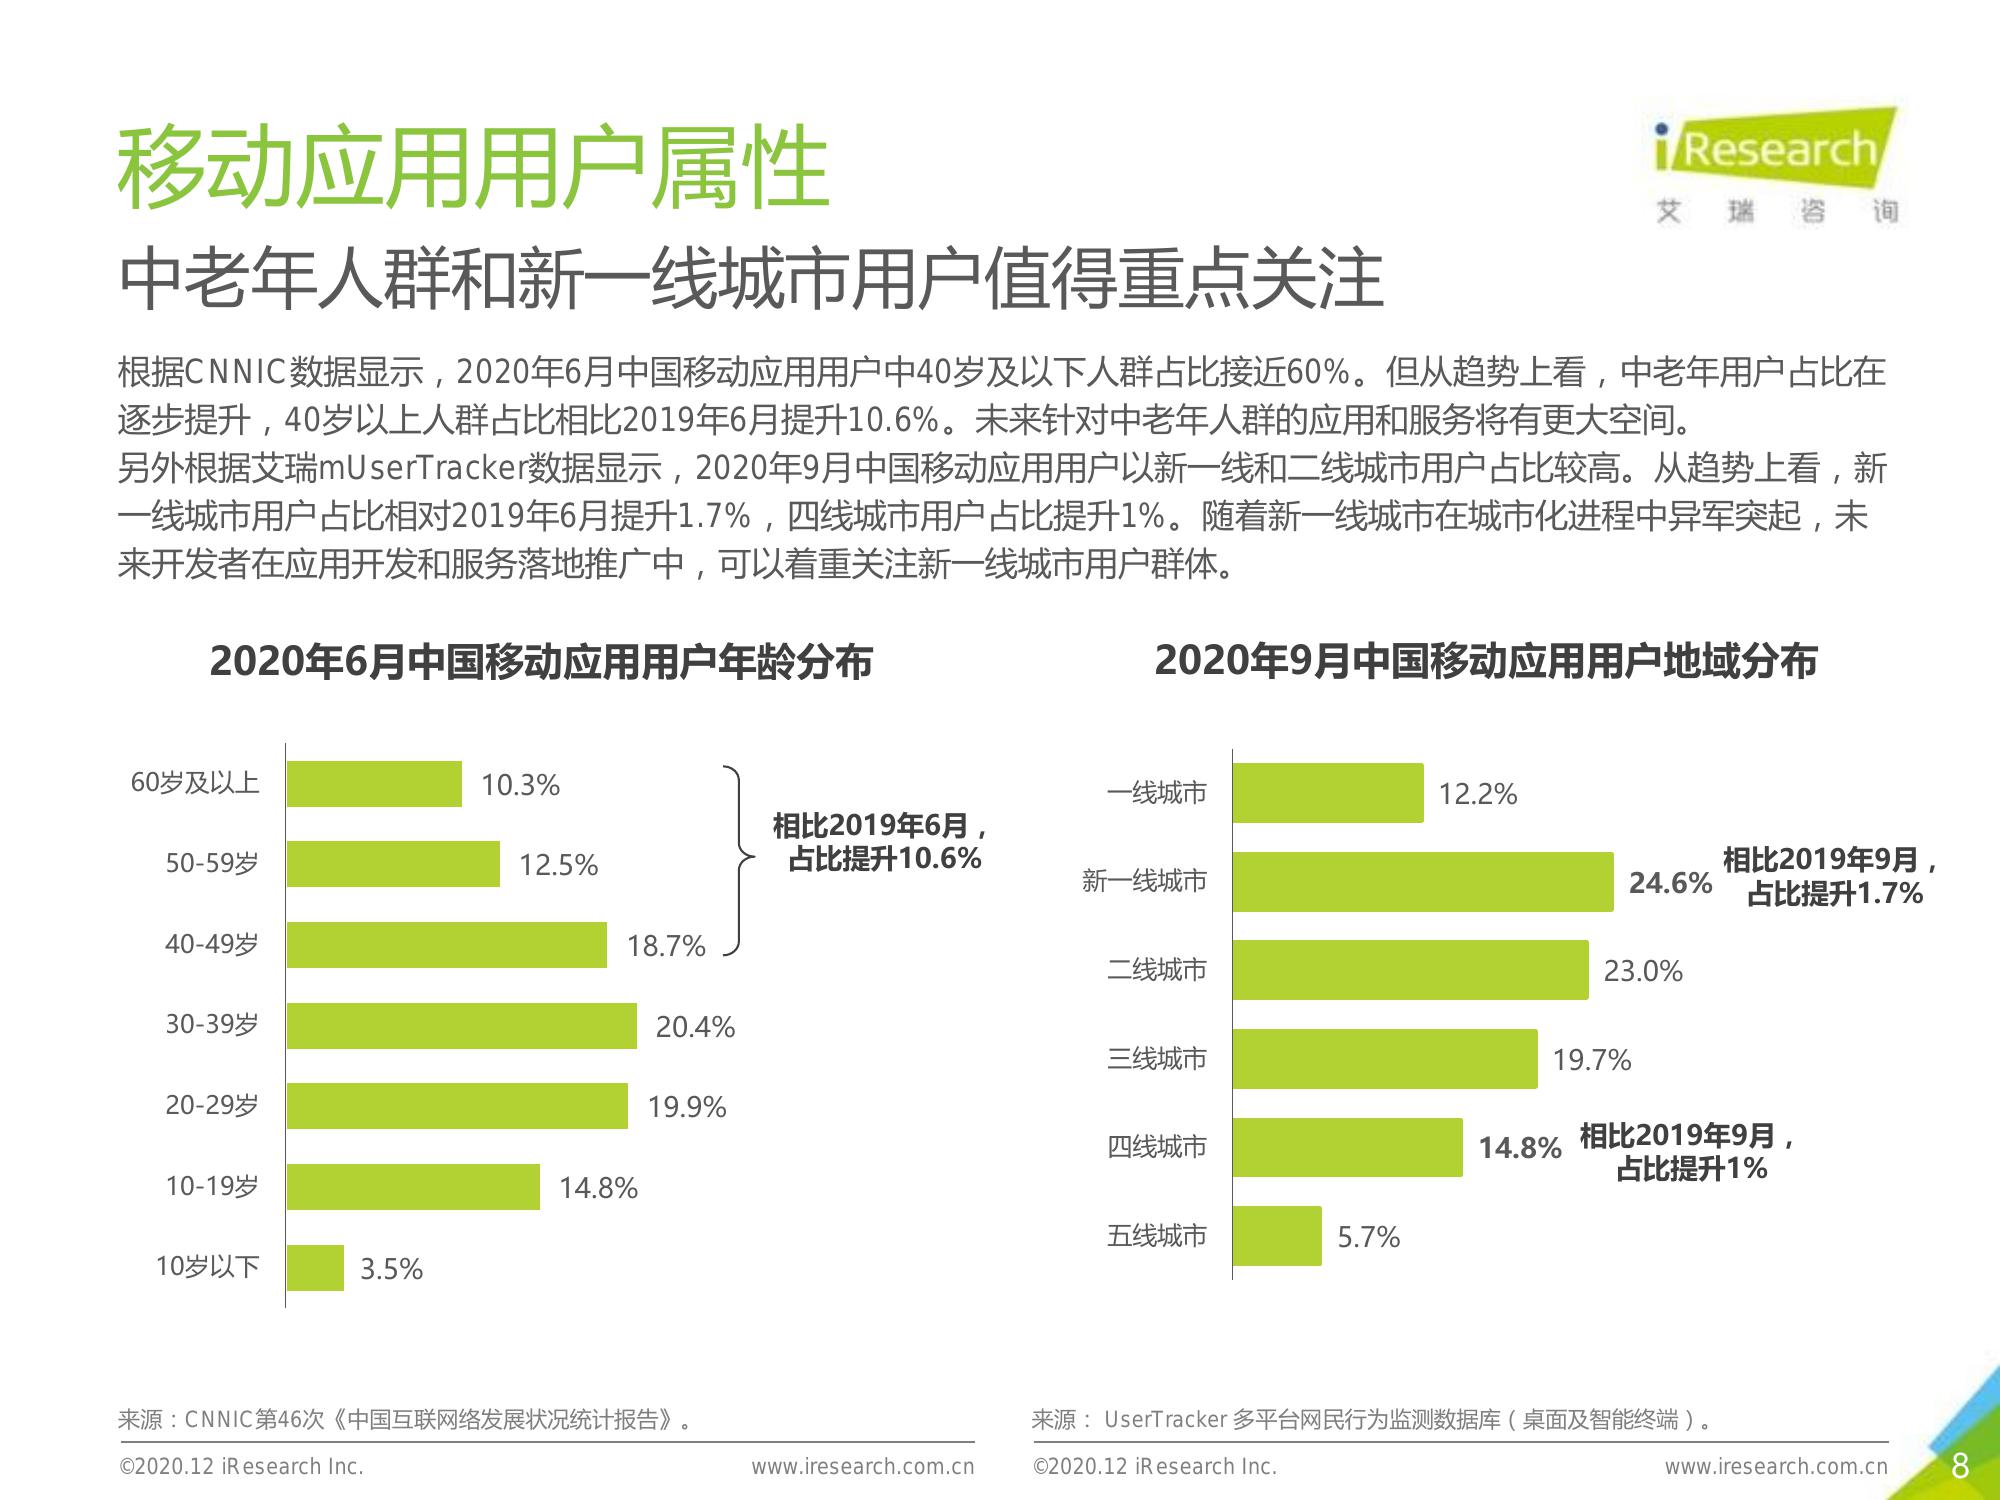 移动应用用户属性
iResearch
艾瑞咨询
中老年人群和新一线城市用户值得重点关注
根据CNNIC数据显示，2020年6月中国移动应用用户中40岁及以下人群占比接近60%。但从趋势上看，中老年用户占比在
逐步提升，40岁以上人群占比相比2019年6月提升10.6%。未来针对中老年人群的应用和服务将有更大空间。
另外根据艾瑞mUserTracker数据显示，2020年9月中国移动应用用户以新一线和二线城市用户占比较高。从趋势上看，新
一线城市用户占比相对2019年6月提升1.7%，四线城市用户占比提升1%。随着新一线城市在城市化进程中异军突起，未
来开发者在应用开发和服务落地推广中，可以着重关注新一线城市用户群体。
2020年6月中国移动应用用户年龄分布
60岁及以上 10.3%
50-59岁 12.5%
40-49岁 18.7%
30-39岁 20.4%
20-29岁 19.9%
10-19岁 14.8%
10岁以下 3.5%
相比2019年6月，
占比提升10.6%
2020年9月中国移动应用用户地域分布
一线城市 12.2%
新一线城市 24.6%
相比2019年9月，
占比提升1.7%
二线城市 23.0%
三线城市 19.7%
四线城市 14.8%
相比2019年9月，
占比提升1%
五线城市 5.7%
来源：CNNIC第46次《中国互联网络发展状况统计报告》。
©2020.12 iResearch Inc. www.iresearch.com.cn
来源： UserTracker 多平台网民行为监测数据库（桌面及智能终端）。
©2020.12 iResearch Inc. www.iresearch.com.cn
8